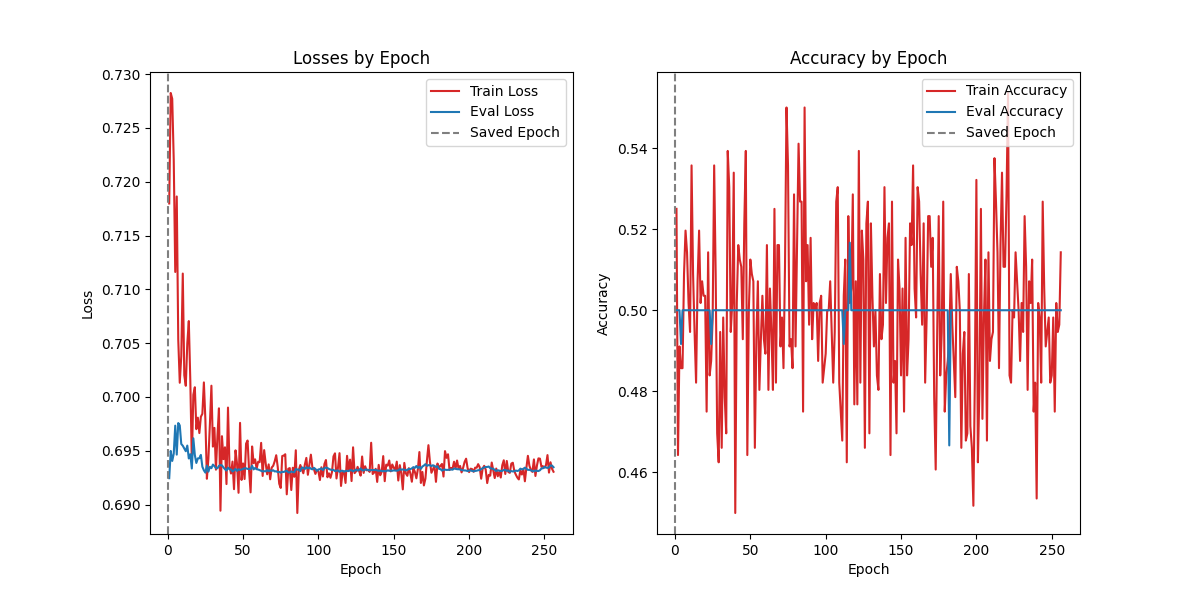 Losses by Epoch
0.730
0.725
0.720
0.715
0.710
0.705
0.700
0.695
0.690
Loss
0
50
100
150
200
250
Epoch
Train Loss
Eval Loss
Saved Epoch
Accuracy by Epoch
0.54
0.52
0.50
0.48
0.46
Accuracy
0
50
100
150
200
250
Epoch
Train Accuracy
Eval Accuracy
Saved Epoch